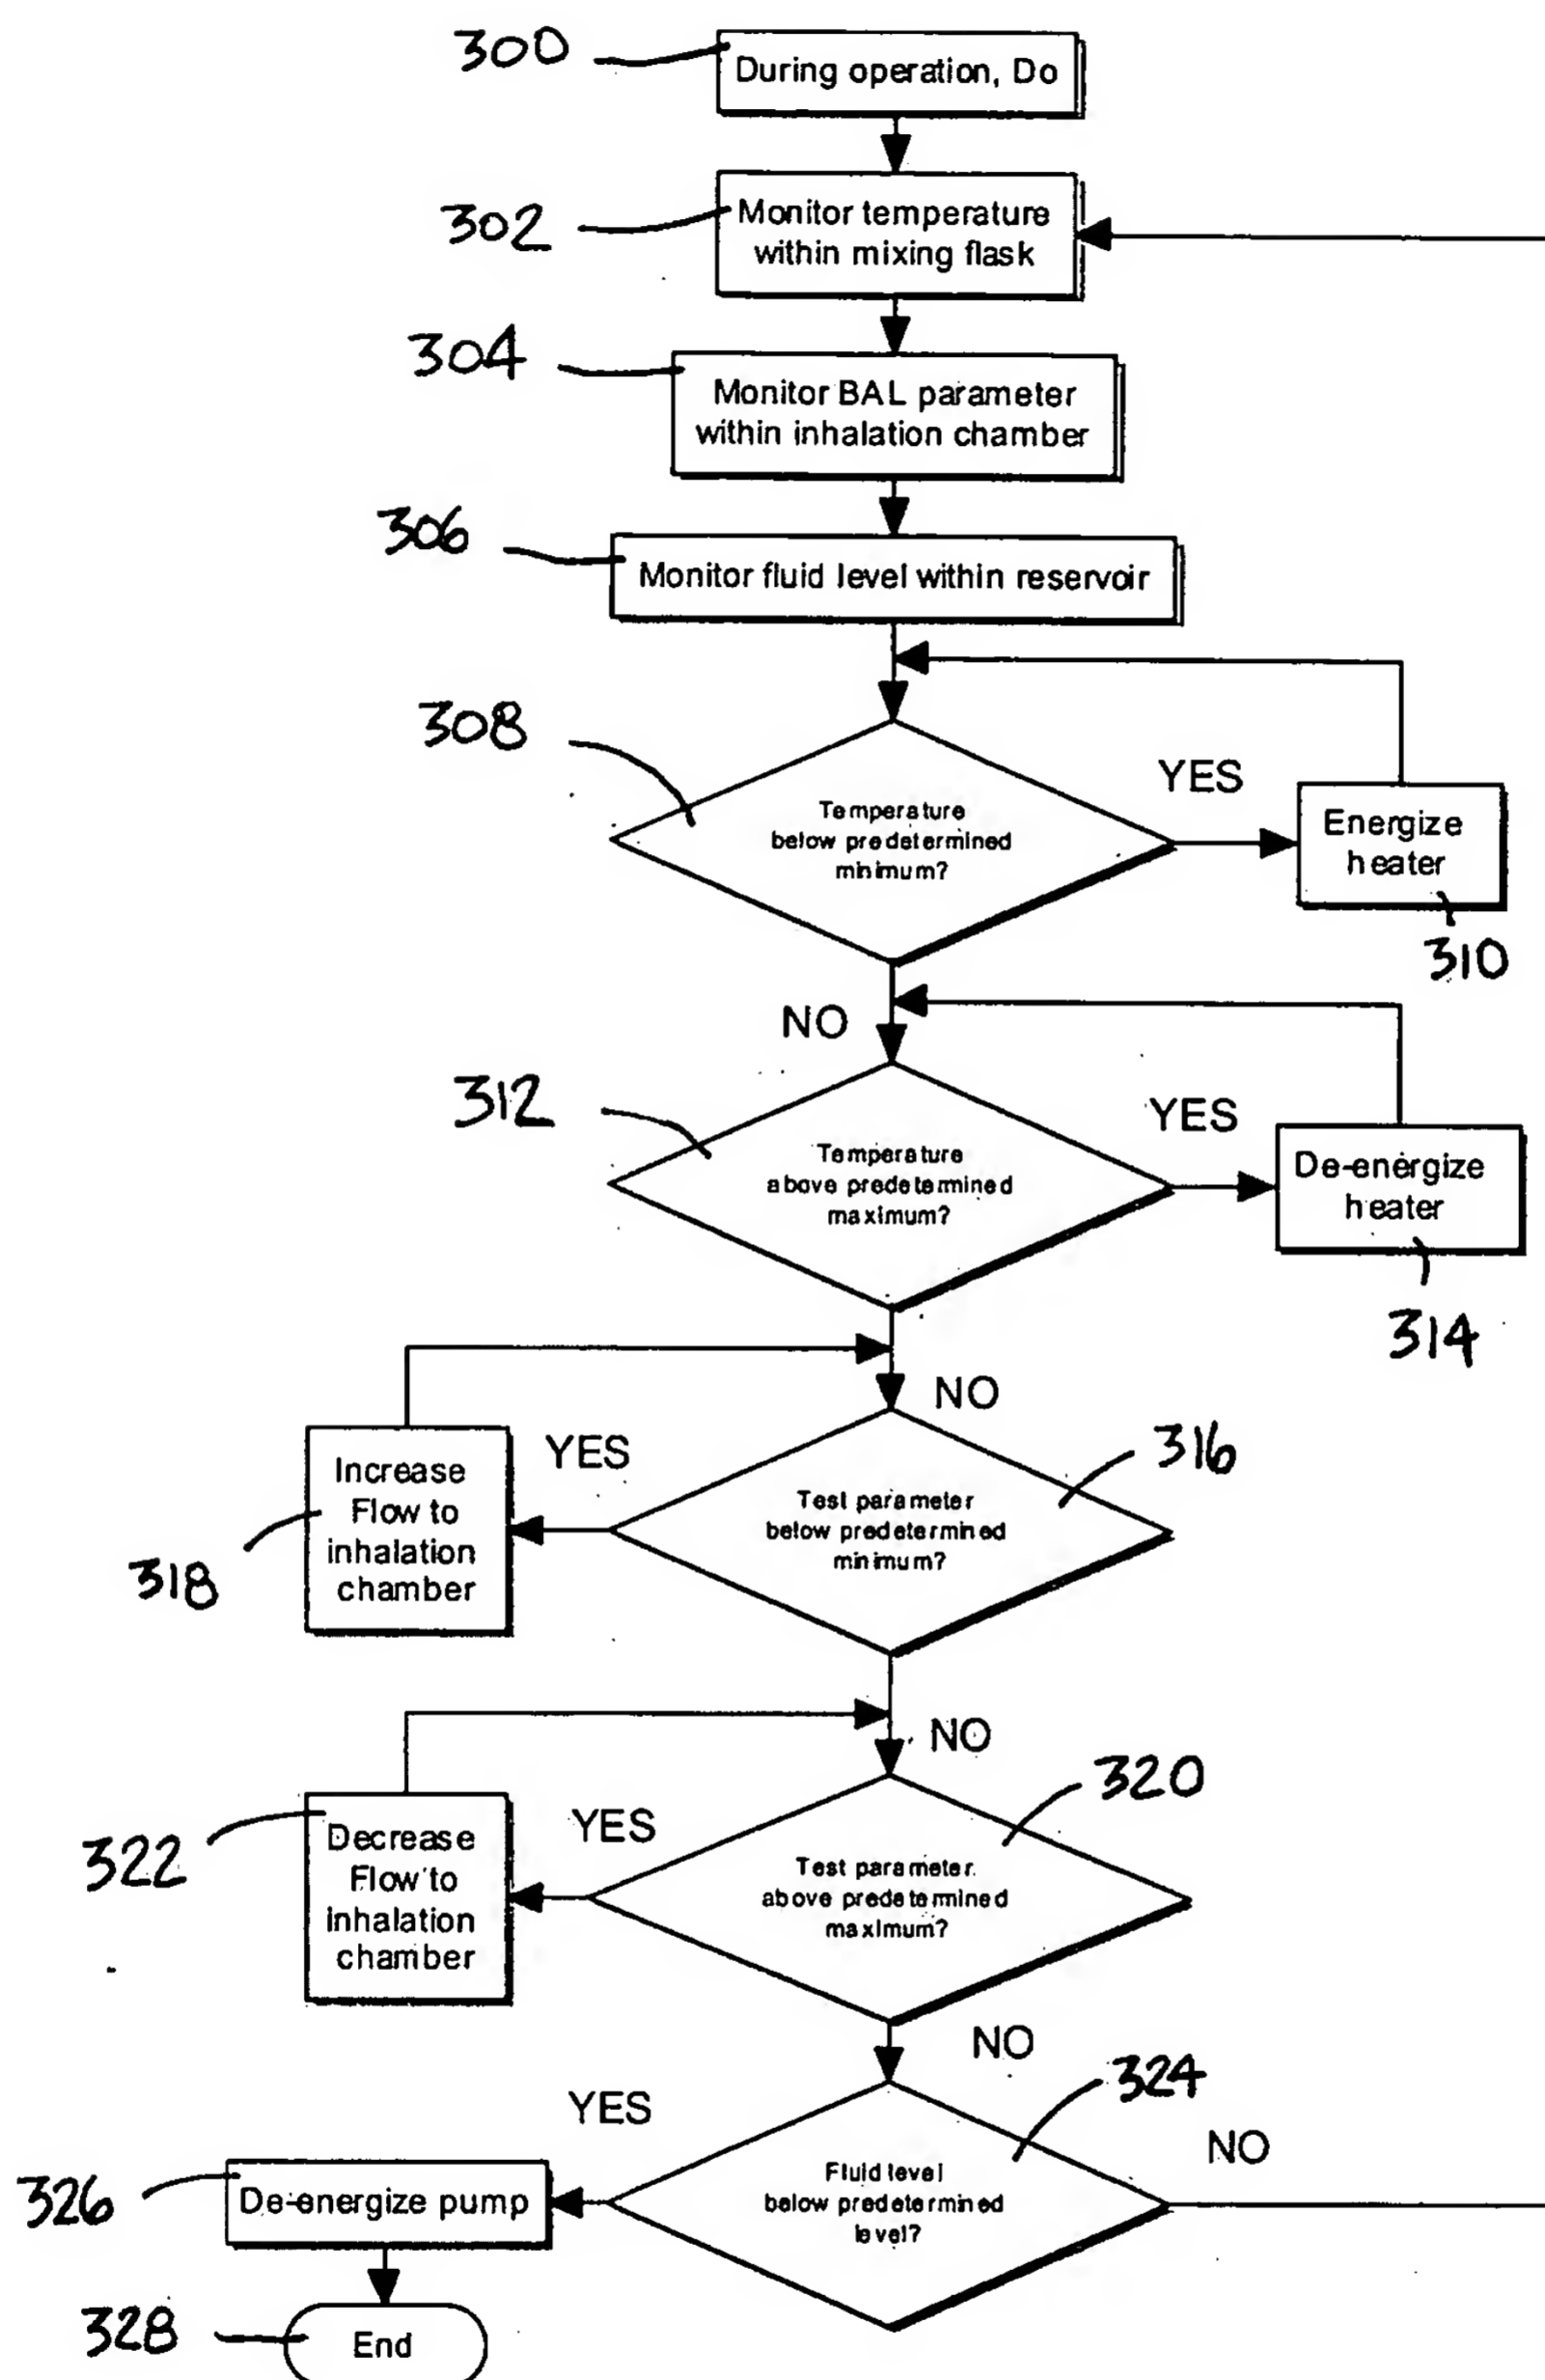 300
During operation, Do
302
Monitor temperature
within mixing flask
304
Monitor BAL parameter
within inhalation chamber
306
Monitor fluid level within reservoir
308
Temperature
below predetermined
minimum?
YES
Energize
heater
310
NO
312
Temperature
above predetermined
maximum?
YES
De-energize
heater
314
NO
316
Test parameter
below predetermined
minimum?
YES
Increase
Flow to
inhalation
chamber
318
NO
320
Test parameter
above predetermined
maximum?
YES
Decrease
Flow to
inhalation
chamber
322
NO
324
Fluid level
below predetermined
level?
YES
NO
326
De-energize pump
328
End